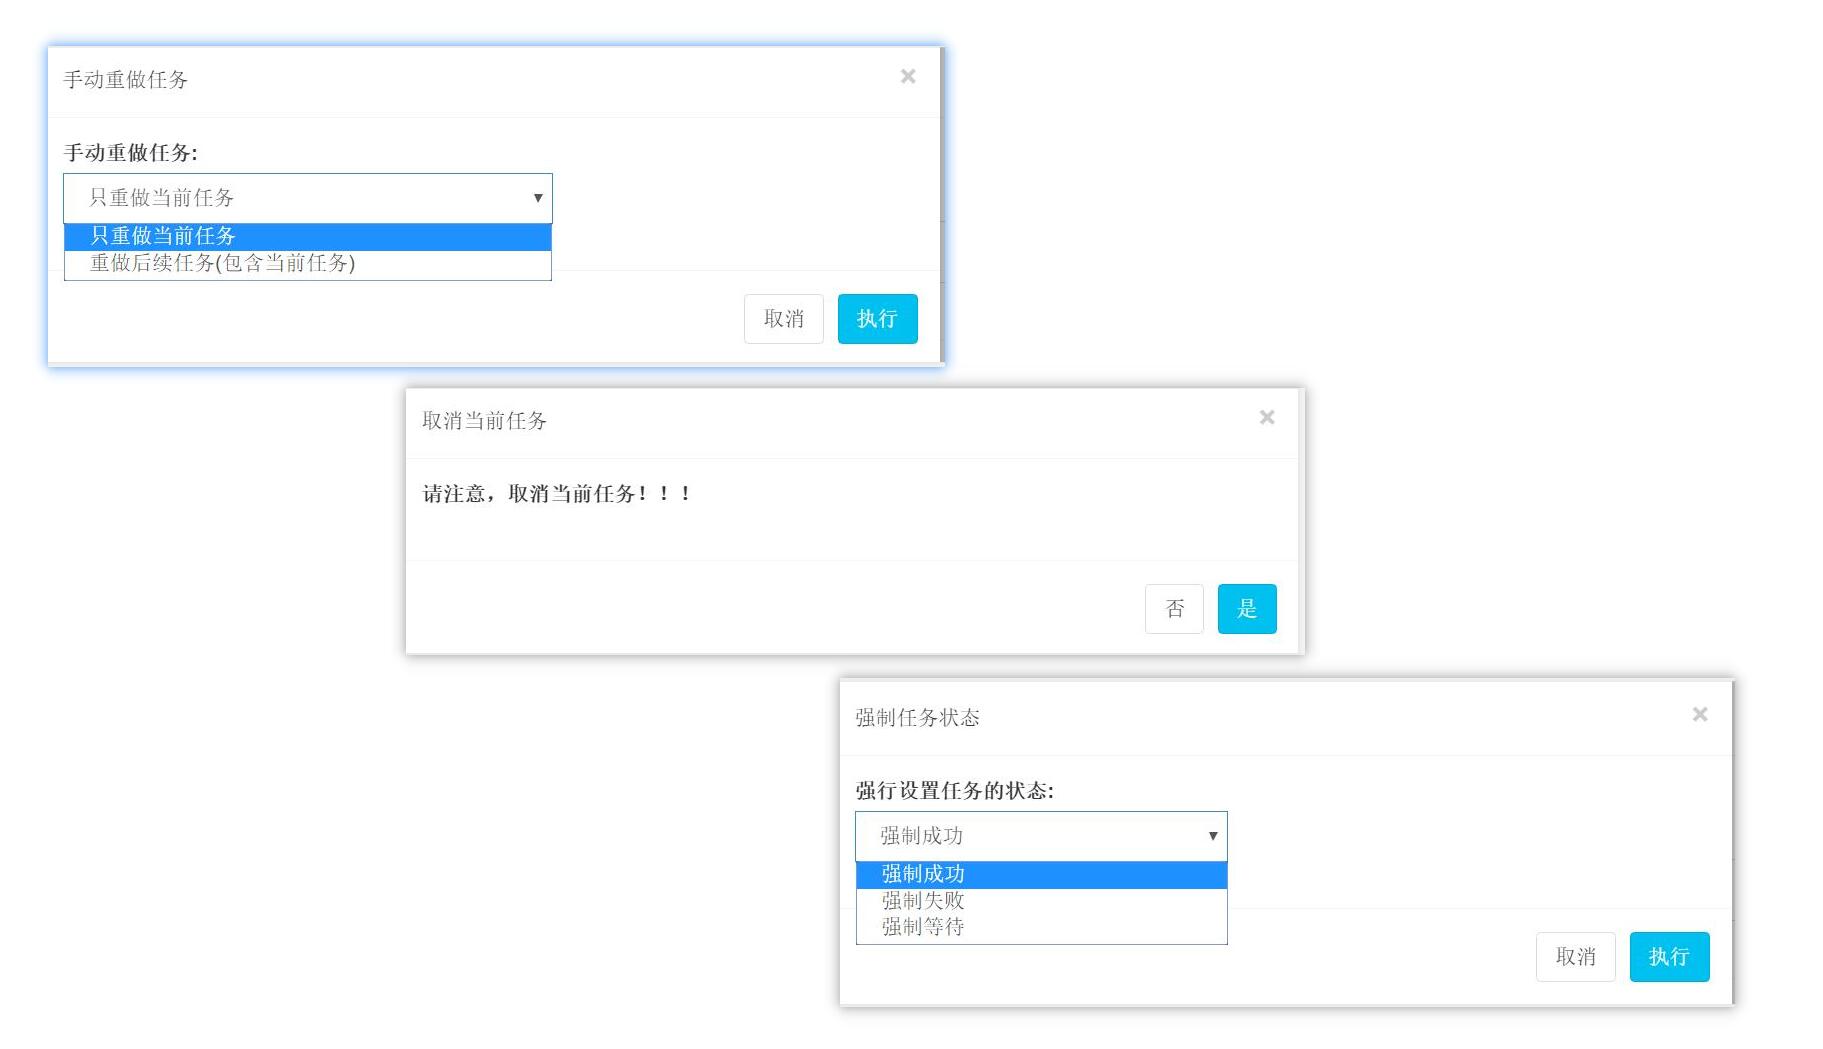 手动重做任务
手动重做任务:
只重做当前任务
只重做当前任务
重做后续任务(包含当前任务)
取消 执行
取消当前任务
请注意，取消当前任务！！！
否 是
强制任务状态
强行设置任务的状态:
强制成功
强制成功
强制失败
强制等待
取消 执行